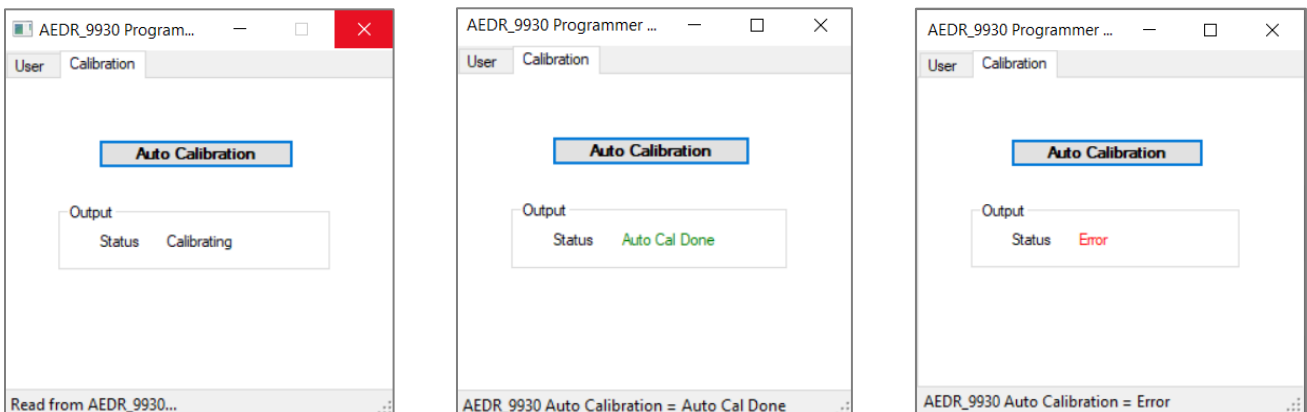 AEDR_9930 Program...
User Calibration
Auto Calibration
Output
Status Calibrating
Read from AEDR_9930...
AEDR_9930 Programmer ...
User Calibration
Auto Calibration
Output
Status Auto Cal Done
AEDR_9930 Auto Calibration = Auto Cal Done
AEDR_9930 Programmer ...
User Calibration
Auto Calibration
Output
Status Error
AEDR_9930 Auto Calibration = Error